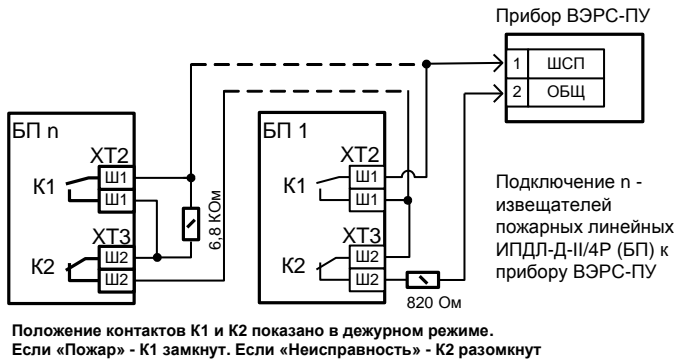 Прибор ВЭРС-ПУ
1 ШСП
2 ОБЩ
БП n
ХТ2
К1
Ш1
Ш1
ХТ3
К2
Ш2
Ш2
6,8 КОм
БП 1
ХТ2
К1
Ш1
Ш1
ХТ3
К2
Ш2
Ш2
820 Ом
Подключение n -
извещателей
пожарных линейных
ИПДЛ-Д-II/4Р (БП) к
прибору ВЭРС-ПУ
Положение контактов К1 и К2 показано в дежурном режиме.
Если «Пожар» - К1 замкнут. Если «Неисправность» - К2 разомкнут